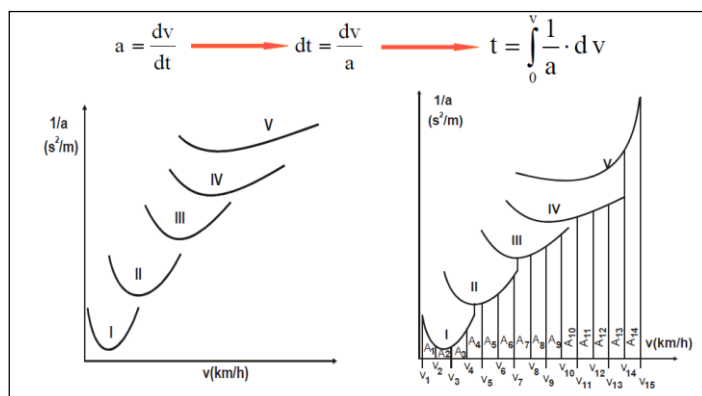 a = dv/dt → dt = dv/a → t = ∫₀ᵛ 1/a · d v
1/a
(s²/m)
V
IV
III
II
I
v(km/h)
1/a
(s²/m)
V
IV
III
II
I
A₁ A₂ A₃ A₄ A₅ A₆ A₇ A₈ A₉ A₁₀ A₁₁ A₁₂ A₁₃ A₁₄ v(km/h)
v₁ v₂ v₃ v₄ v₅ v₆ v₇ v₈ v₉ v₁₀ v₁₁ v₁₂ v₁₃ v₁₄ v₁₅